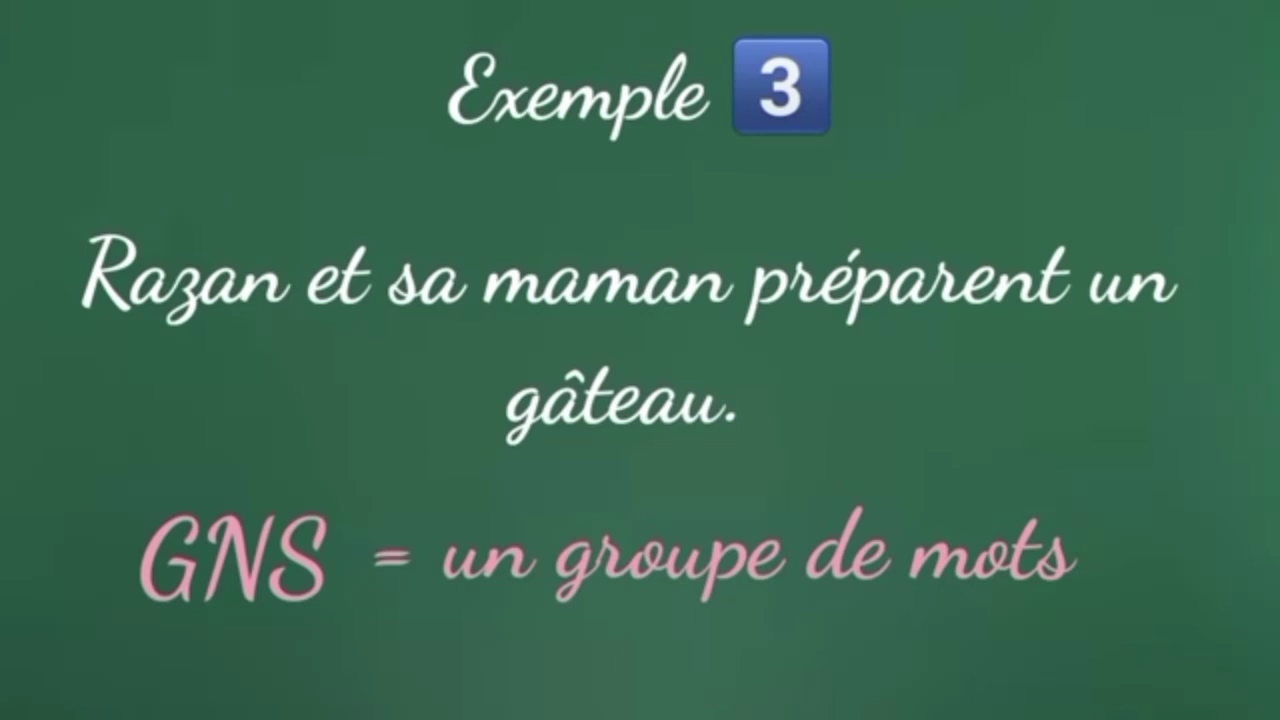 Exemple 3
Razan et sa maman préparent un
gâteau.
GNS = un groupe de mots